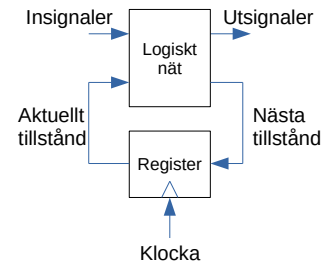 Insignaler
Utsignaler
Logiskt
nät
Aktuellt
tillstånd
Nästa
tillstånd
Register
Klocka